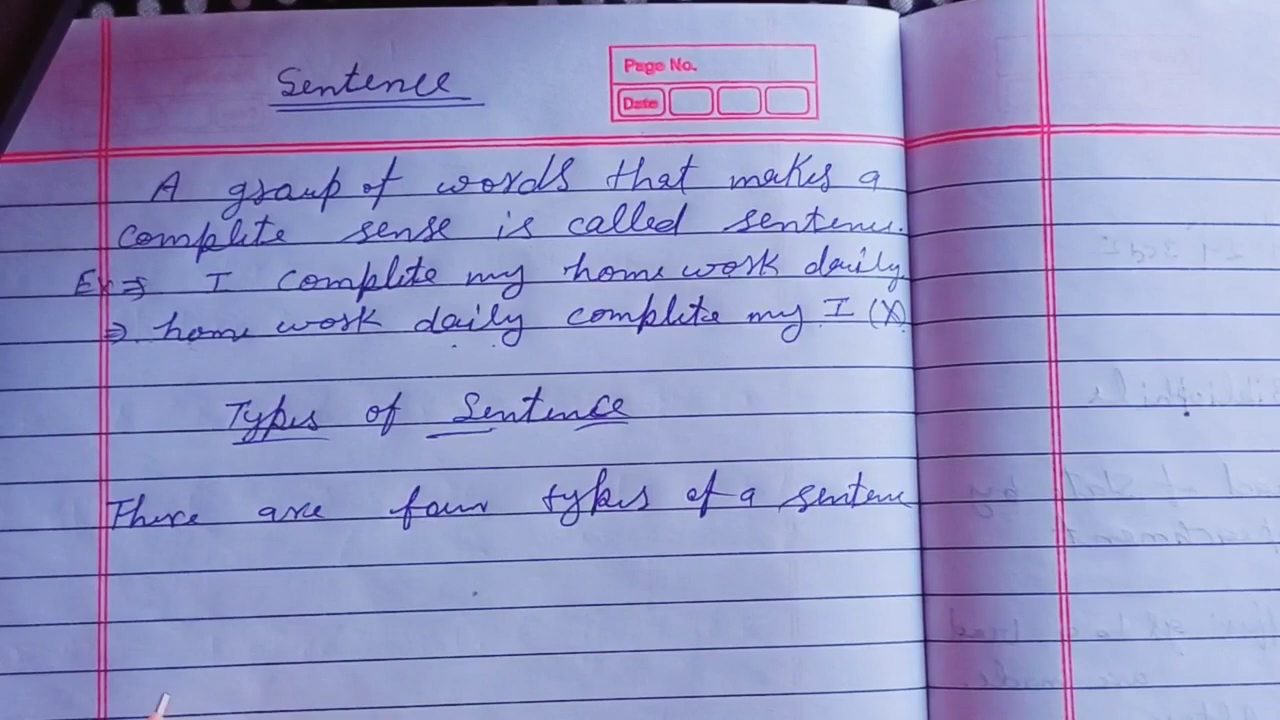 Sentence
Page No.
Date
A group of words that makes a
complete sense is called sentence.
Ex⇒ I complete my home work daily.
⇒ home work daily complete my I (X)
Types of Sentence
There are four types of a sentence